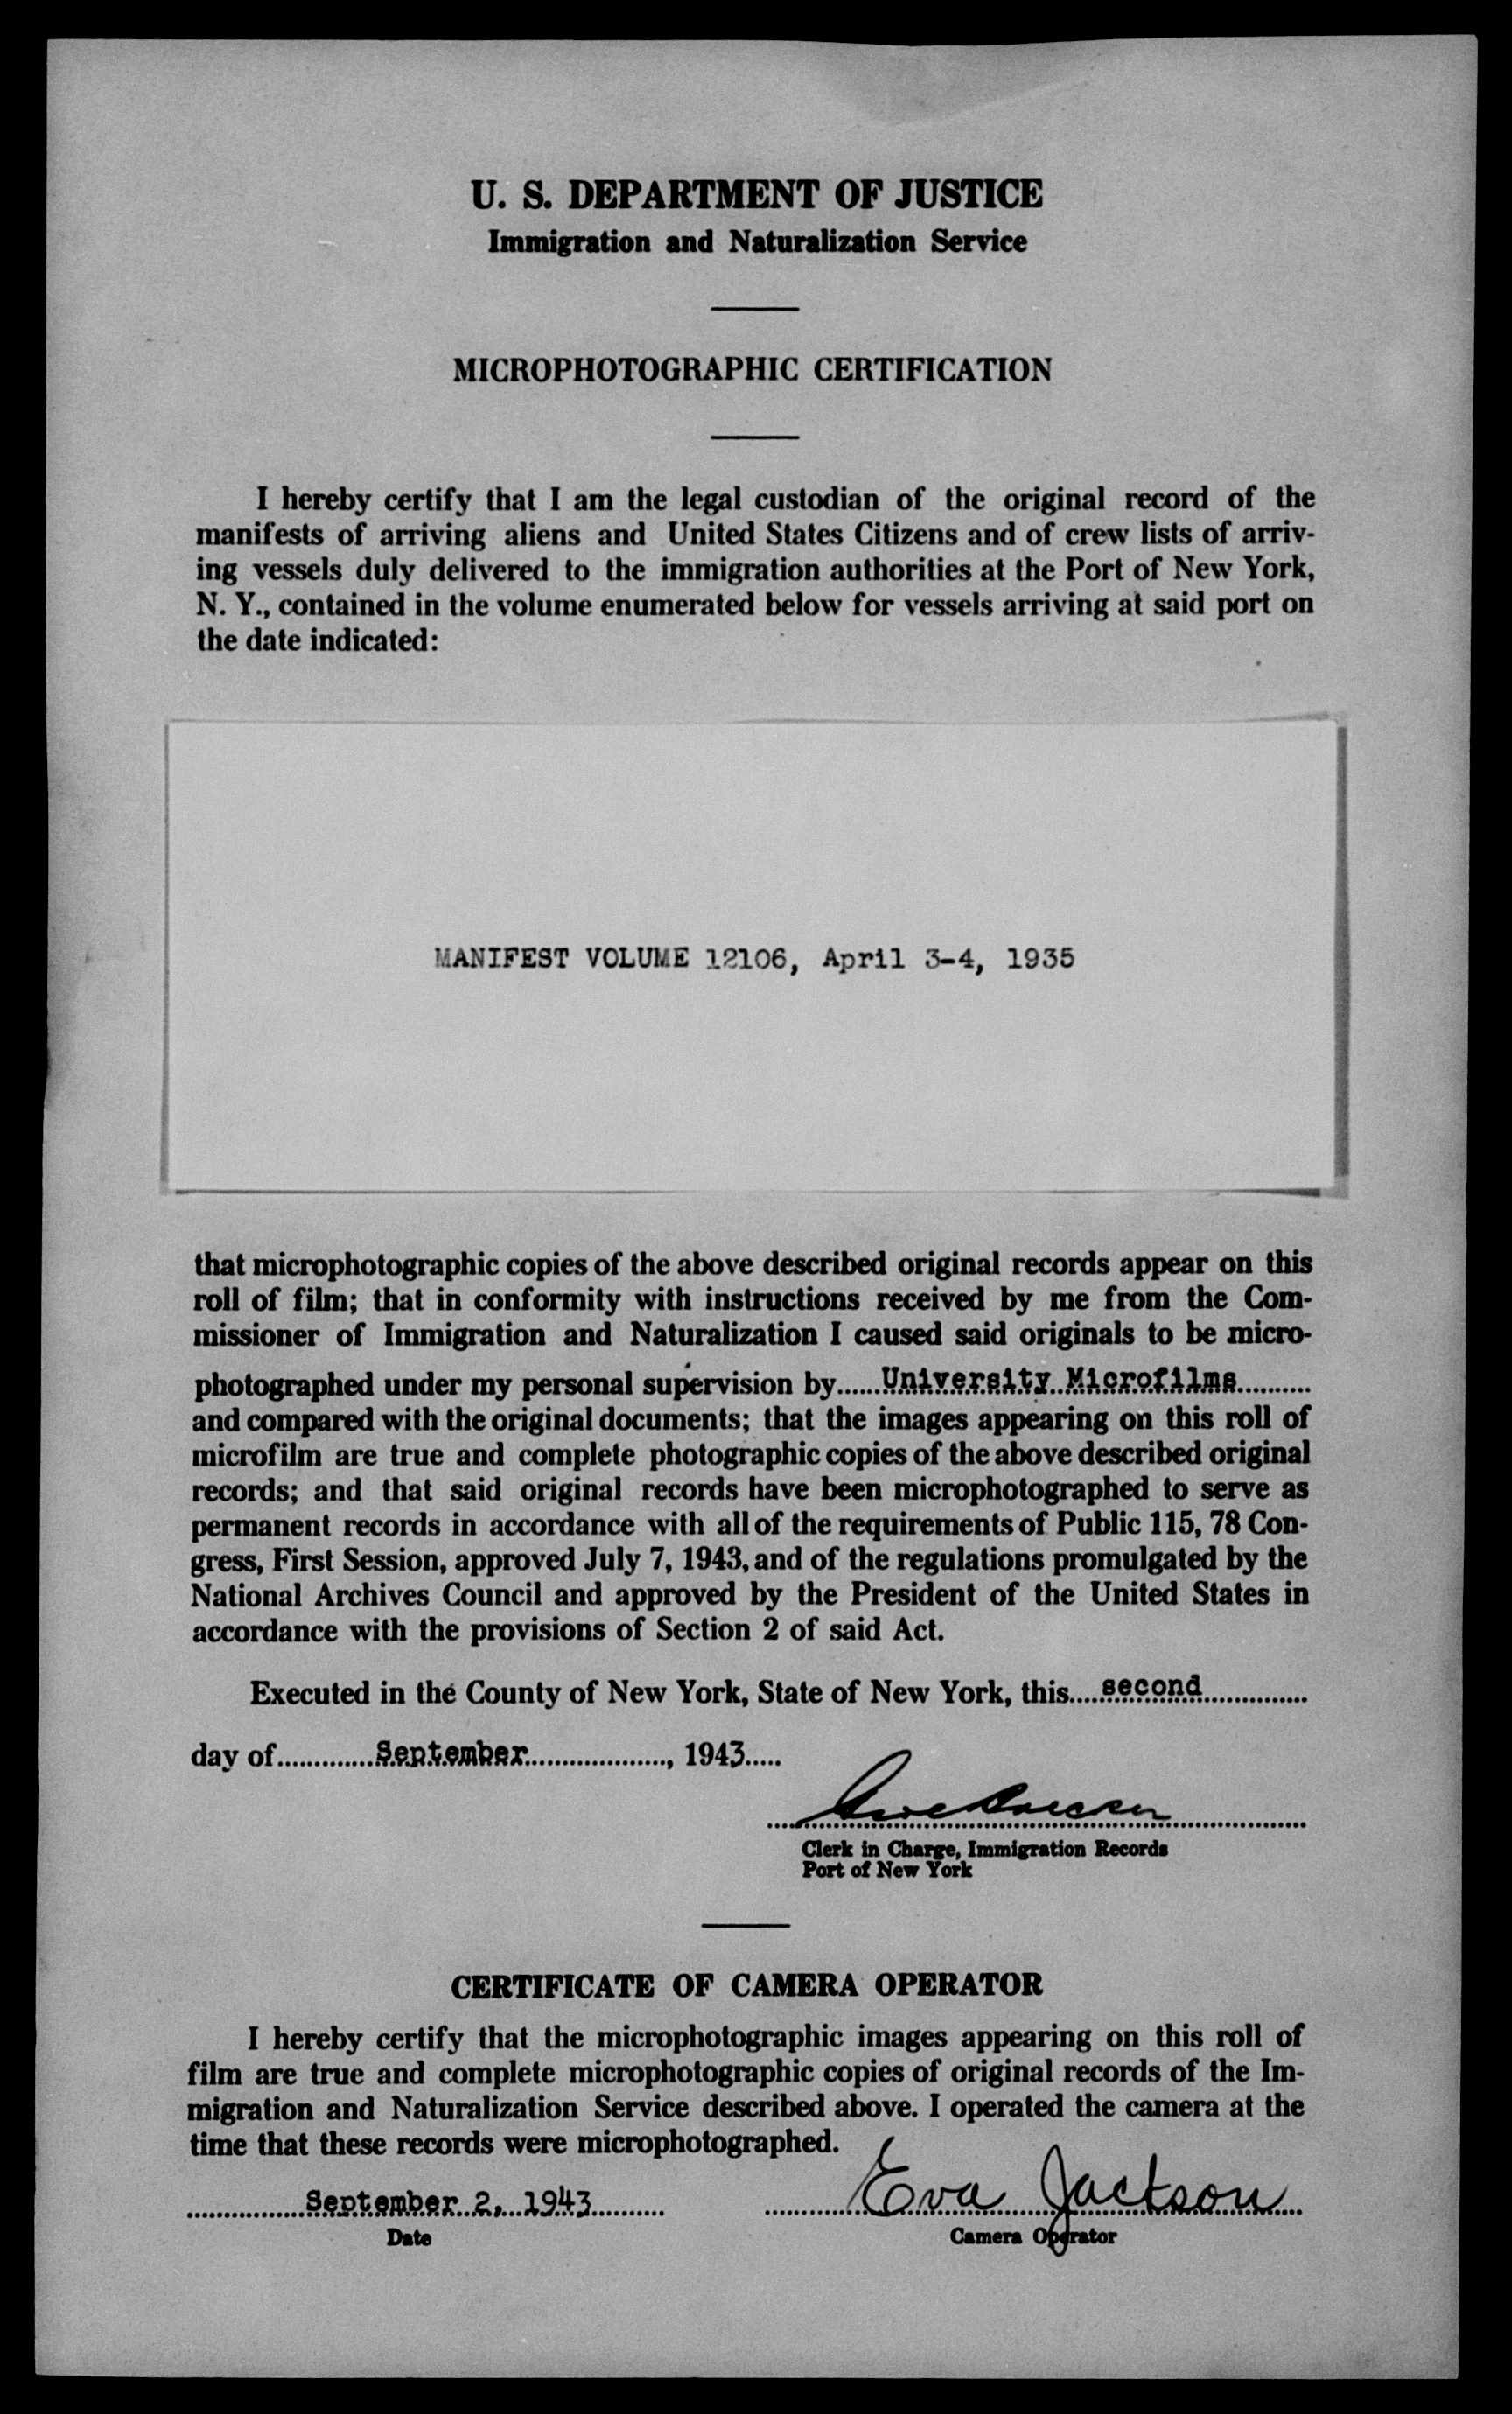 U. S. DEPARTMENT OF JUSTICE
Immigration and Naturalization Service
MICROPHOTOGRAPHIC CERTIFICATION
I hereby certify that I am the legal custodian of the original record of the
manifests of arriving aliens and United States Citizens and of crew lists of arriv-
ing vessels duly delivered to the immigration authorities at the Port of New York,
N. Y., contained in the volume enumerated below for vessels arriving at said port on
the date indicated:
MANIFEST VOLUME 12106, April 3-4, 1935
that microphotographic copies of the above described original records appear on this
roll of film; that in conformity with instructions received by me from the Com-
missioner of Immigration and Naturalization I caused said originals to be micro-
photographed under my personal supervision by......University Microfilms..........
and compared with the original documents; that the images appearing on this roll of
microfilm are true and complete photographic copies of the above described original
records; and that said original records have been microphotographed to serve as
permanent records in accordance with all of the requirements of Public 115, 78 Con-
gress, First Session, approved July 7, 1943, and of the regulations promulgated by the
National Archives Council and approved by the President of the United States in
accordance with the provisions of Section 2 of said Act.
Executed in the County of New York, State of New York, this.....second..............
day of.............September..................., 1943.....
Clerk in Charge, Immigration Records
Port of New York
CERTIFICATE OF CAMERA OPERATOR
I hereby certify that the microphotographic images appearing on this roll of
film are true and complete microphotographic copies of original records of the Im-
migration and Naturalization Service described above. I operated the camera at the
time that these records were microphotographed.
September 2, 1943 Eva Jackson
Date Camera Operator